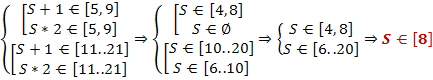 S + 1 ∈ [5, 9]
S * 2 ∈ [5, 9]
S + 1 ∈ [11..21]
S * 2 ∈ [11..21]
⇒
S ∈ [4,8]
S ∈ ∅
S ∈ [10..20]
S ∈ [6..10]
⇒
S ∈ [4,8]
S ∈ [6..20]
⇒ S ∈ [8]